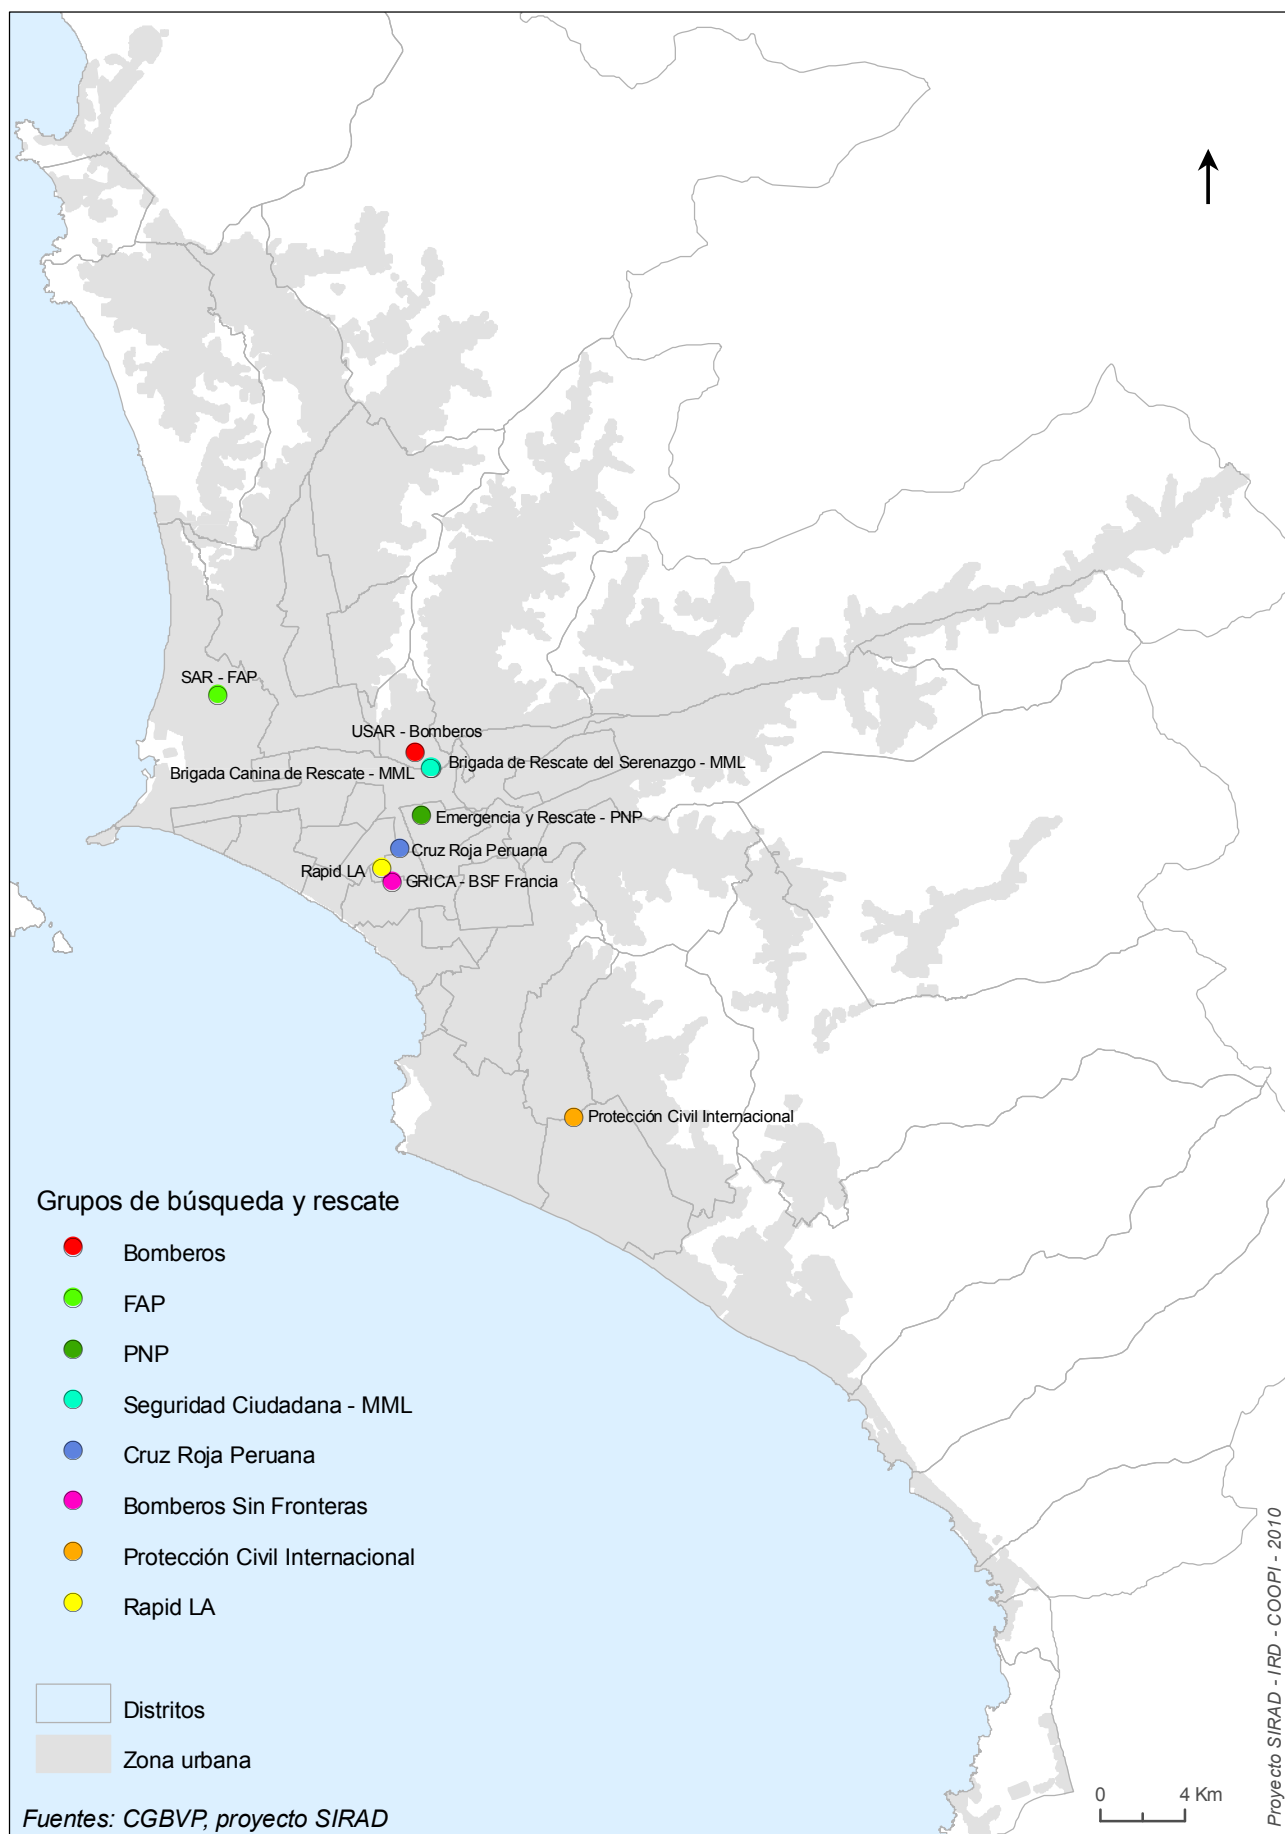 SAR - FAP
USAR - Bomberos
Brigada de Rescate del Serenazgo - MML
Brigada Canina de Rescate - MML
Emergencia y Rescate - PNP
Cruz Roja Peruana
Rapid LA
GRICA - BSF Francia
Protección Civil Internacional
Grupos de búsqueda y rescate
Bomberos
FAP
PNP
Seguridad Ciudadana - MML
Cruz Roja Peruana
Bomberos Sin Fronteras
Protección Civil Internacional
Rapid LA
Distritos
Zona urbana
Fuentes: CGBVP, proyecto SIRAD
0 4 Km
Proyecto SIRAD - IRD - COOPI - 2010